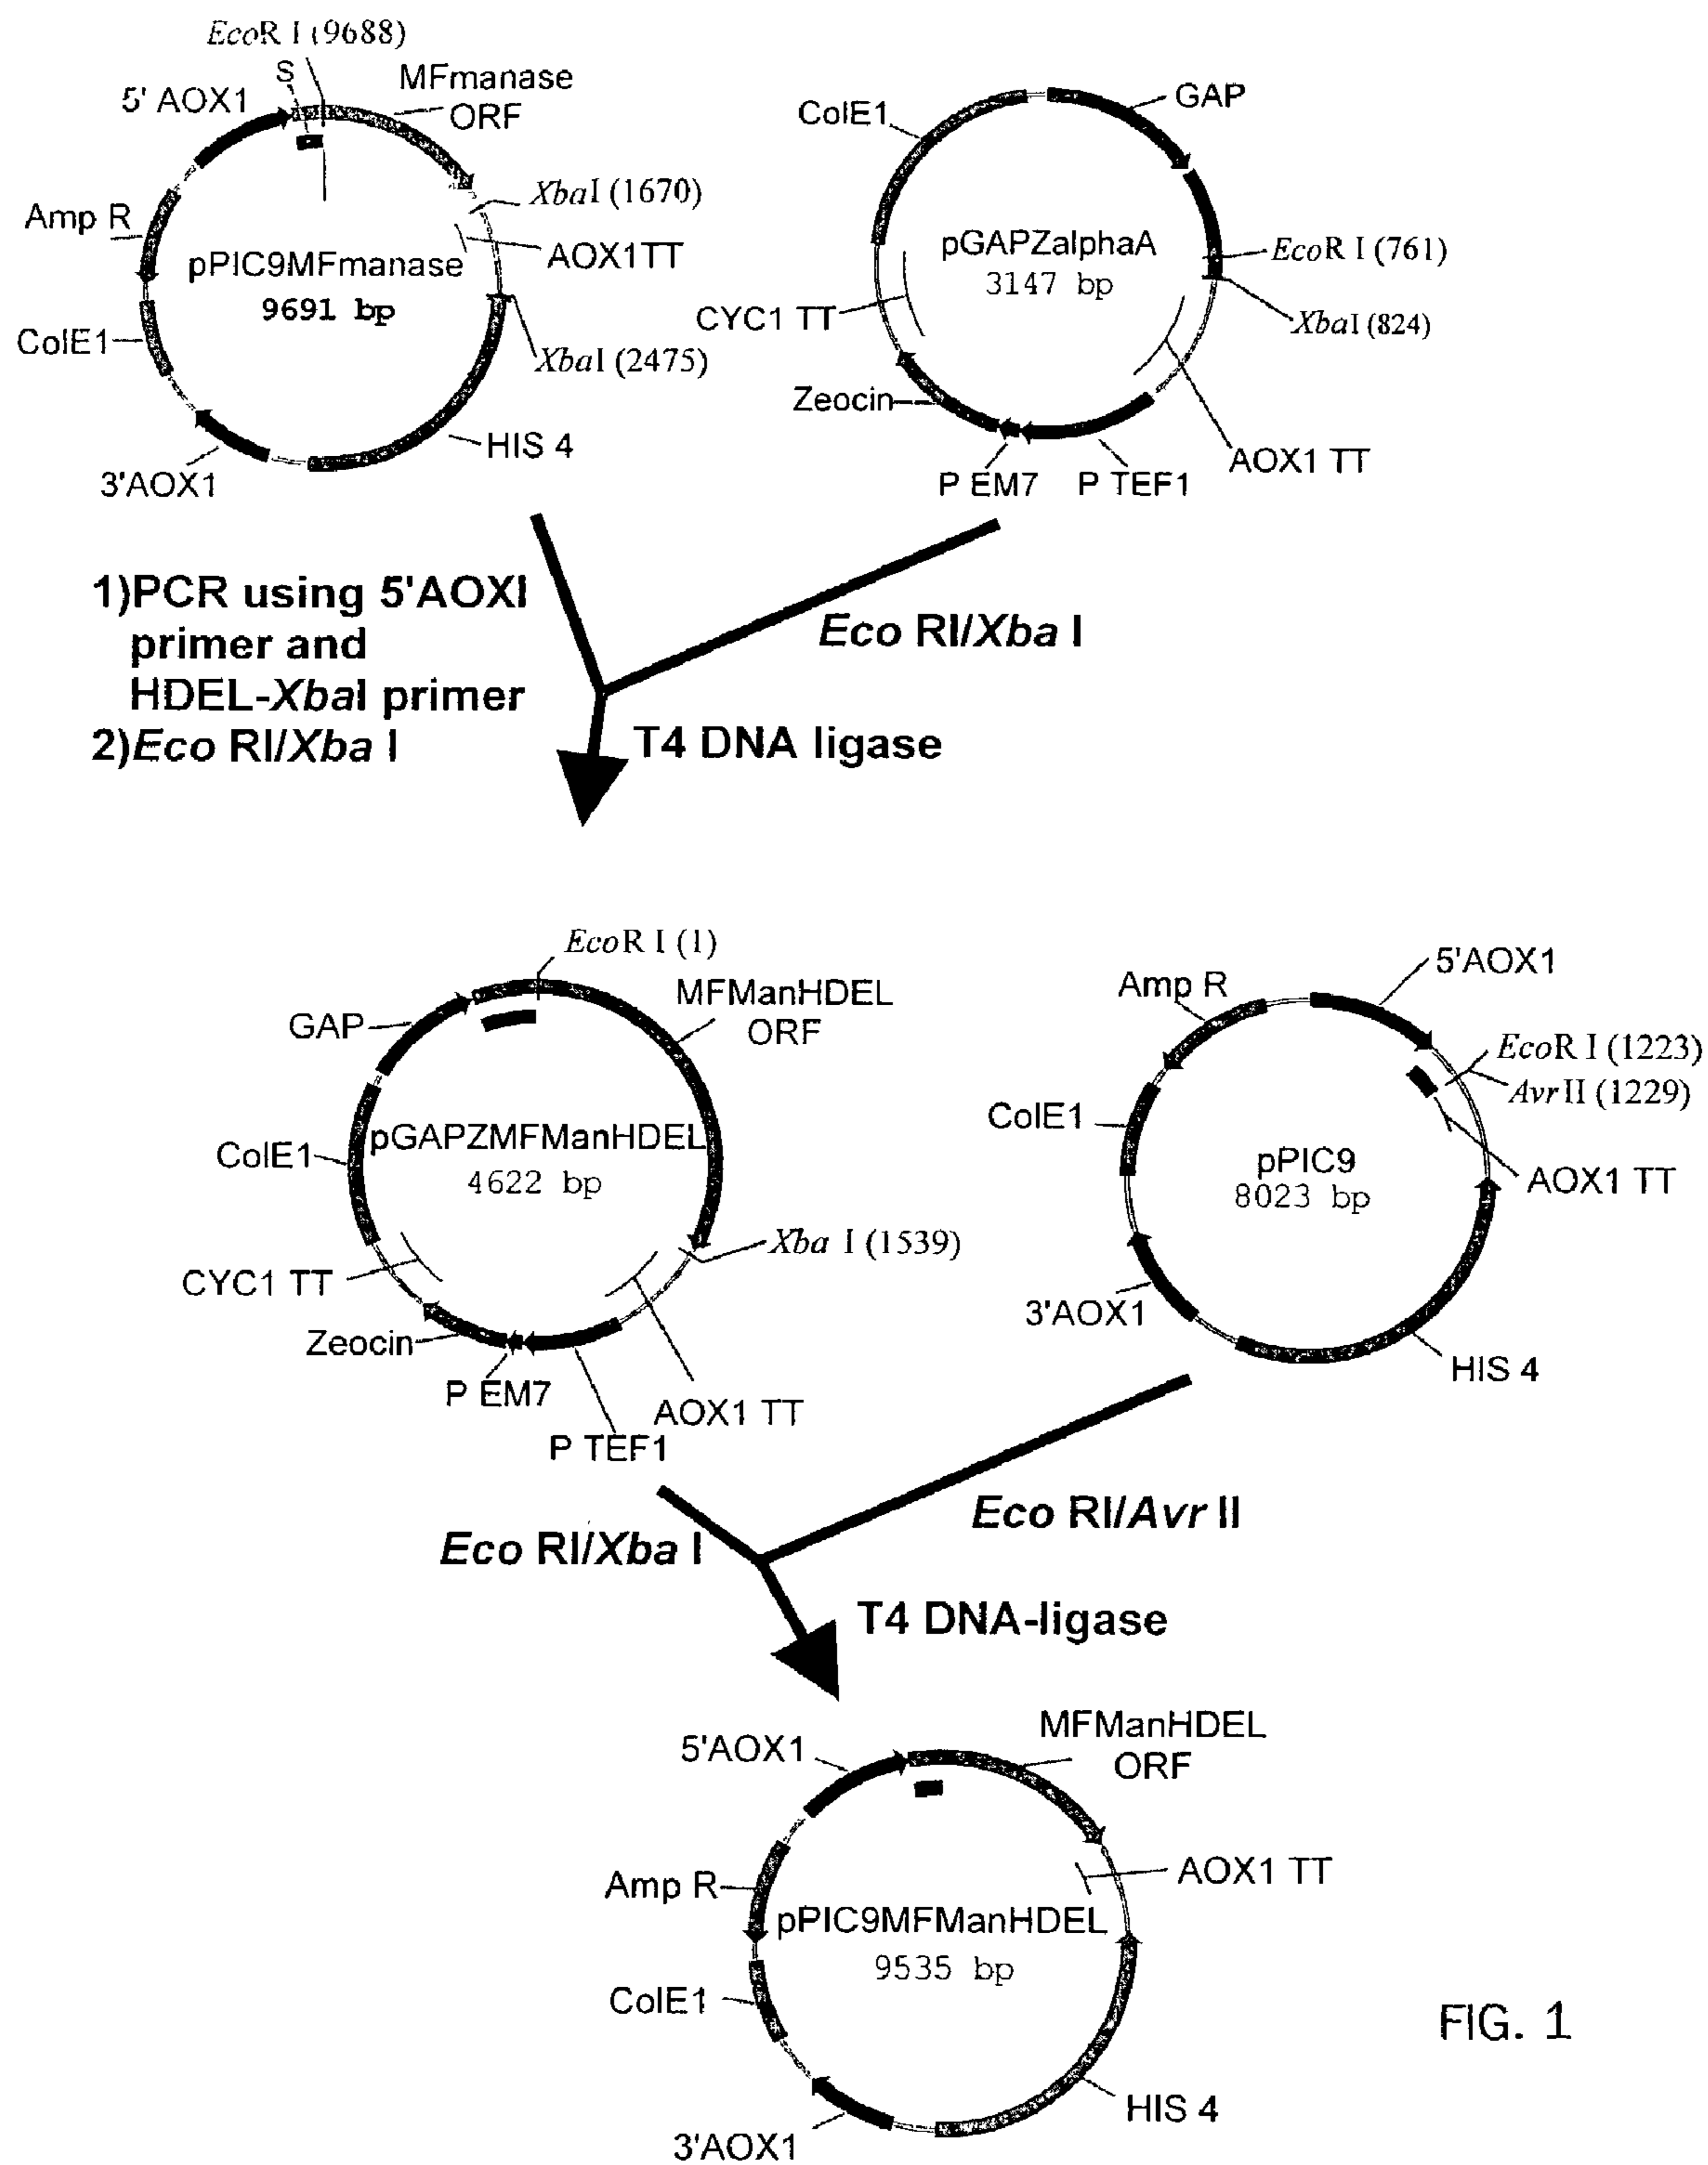 EcoR I (9688)
S
MFmanase
ORF
5' AOX1
XbaI (1670)
Amp R
AOX1TT
pPIC9MFmanase
9691 bp
ColE1
XbaI (2475)
HIS 4
3'AOX1
ColE1
GAP
pGAPZalphaA
3147 bp
EcoR I (761)
XbaI (824)
CYC1 TT
Zeocin
AOX1 TT
P EM7
P TEF1
1)PCR using 5'AOXI
primer and
HDEL-XbaI primer
2)Eco RI/Xba I
Eco RI/Xba I
T4 DNA ligase
EcoR I (1)
MFManHDEL
ORF
GAP
pGAPZMFManHDEL
4622 bp
ColE1
Xba I (1539)
CYC1 TT
Zeocin
P EM7
AOX1 TT
P TEF1
5'AOX1
Amp R
EcoR I (1223)
AvrII (1229)
ColE1
pPIC9
8023 bp
AOX1 TT
3'AOX1
HIS 4
Eco RI/Xba I
Eco RI/Avr II
T4 DNA-ligase
MFManHDEL
ORF
5'AOX1
AOX1 TT
Amp R
pPIC9MFManHDEL
9535 bp
ColE1
HIS 4
3'AOX1
FIG. 1